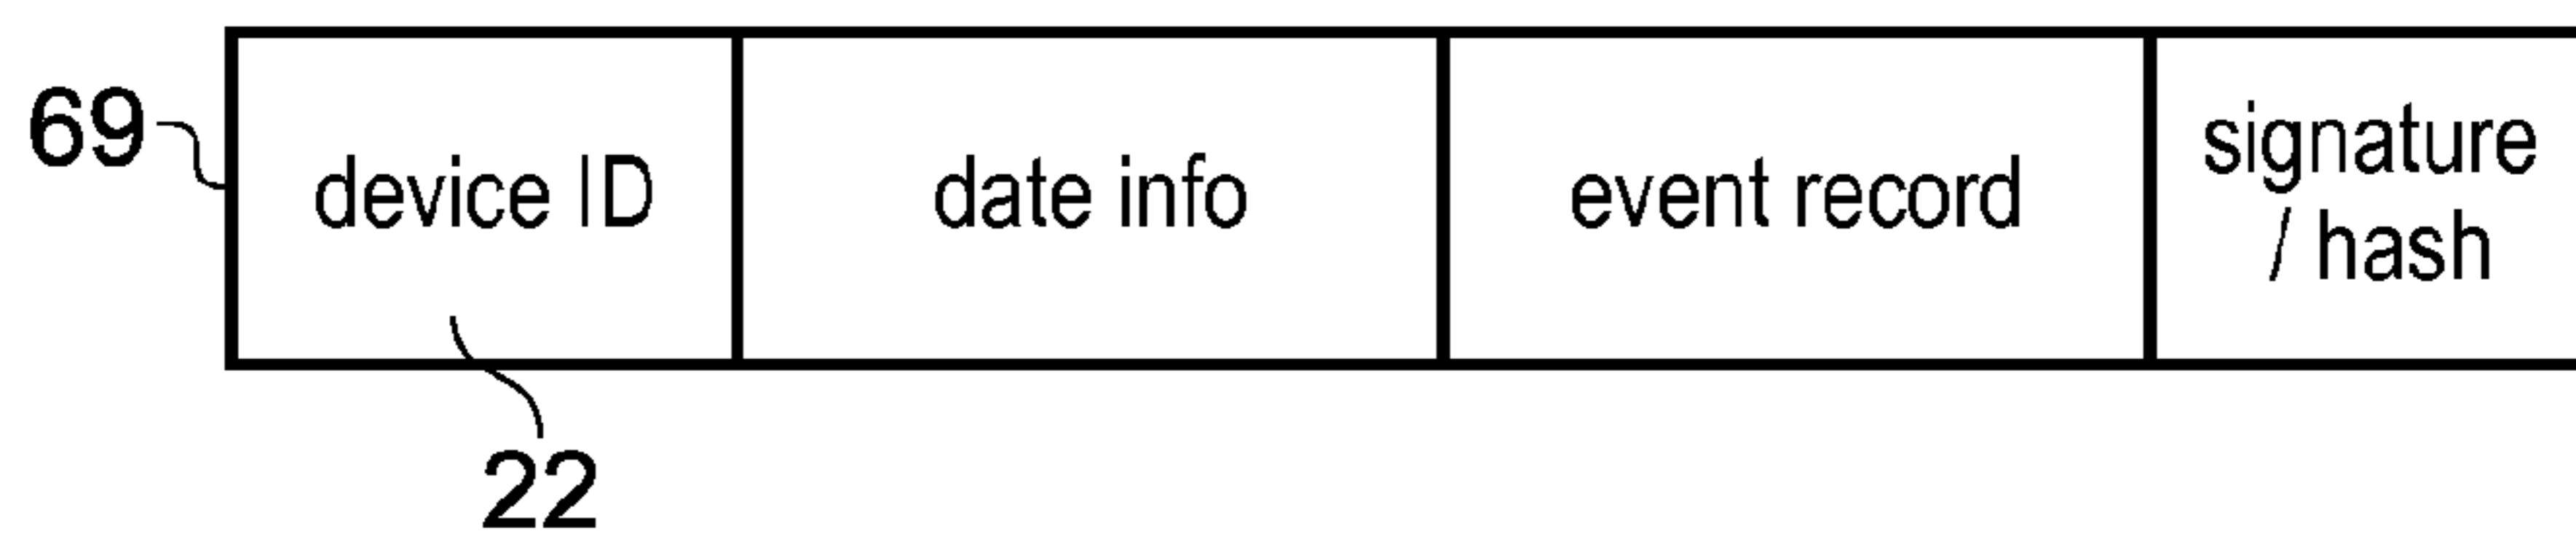 69
device ID
date info
event record
signature
/ hash
22